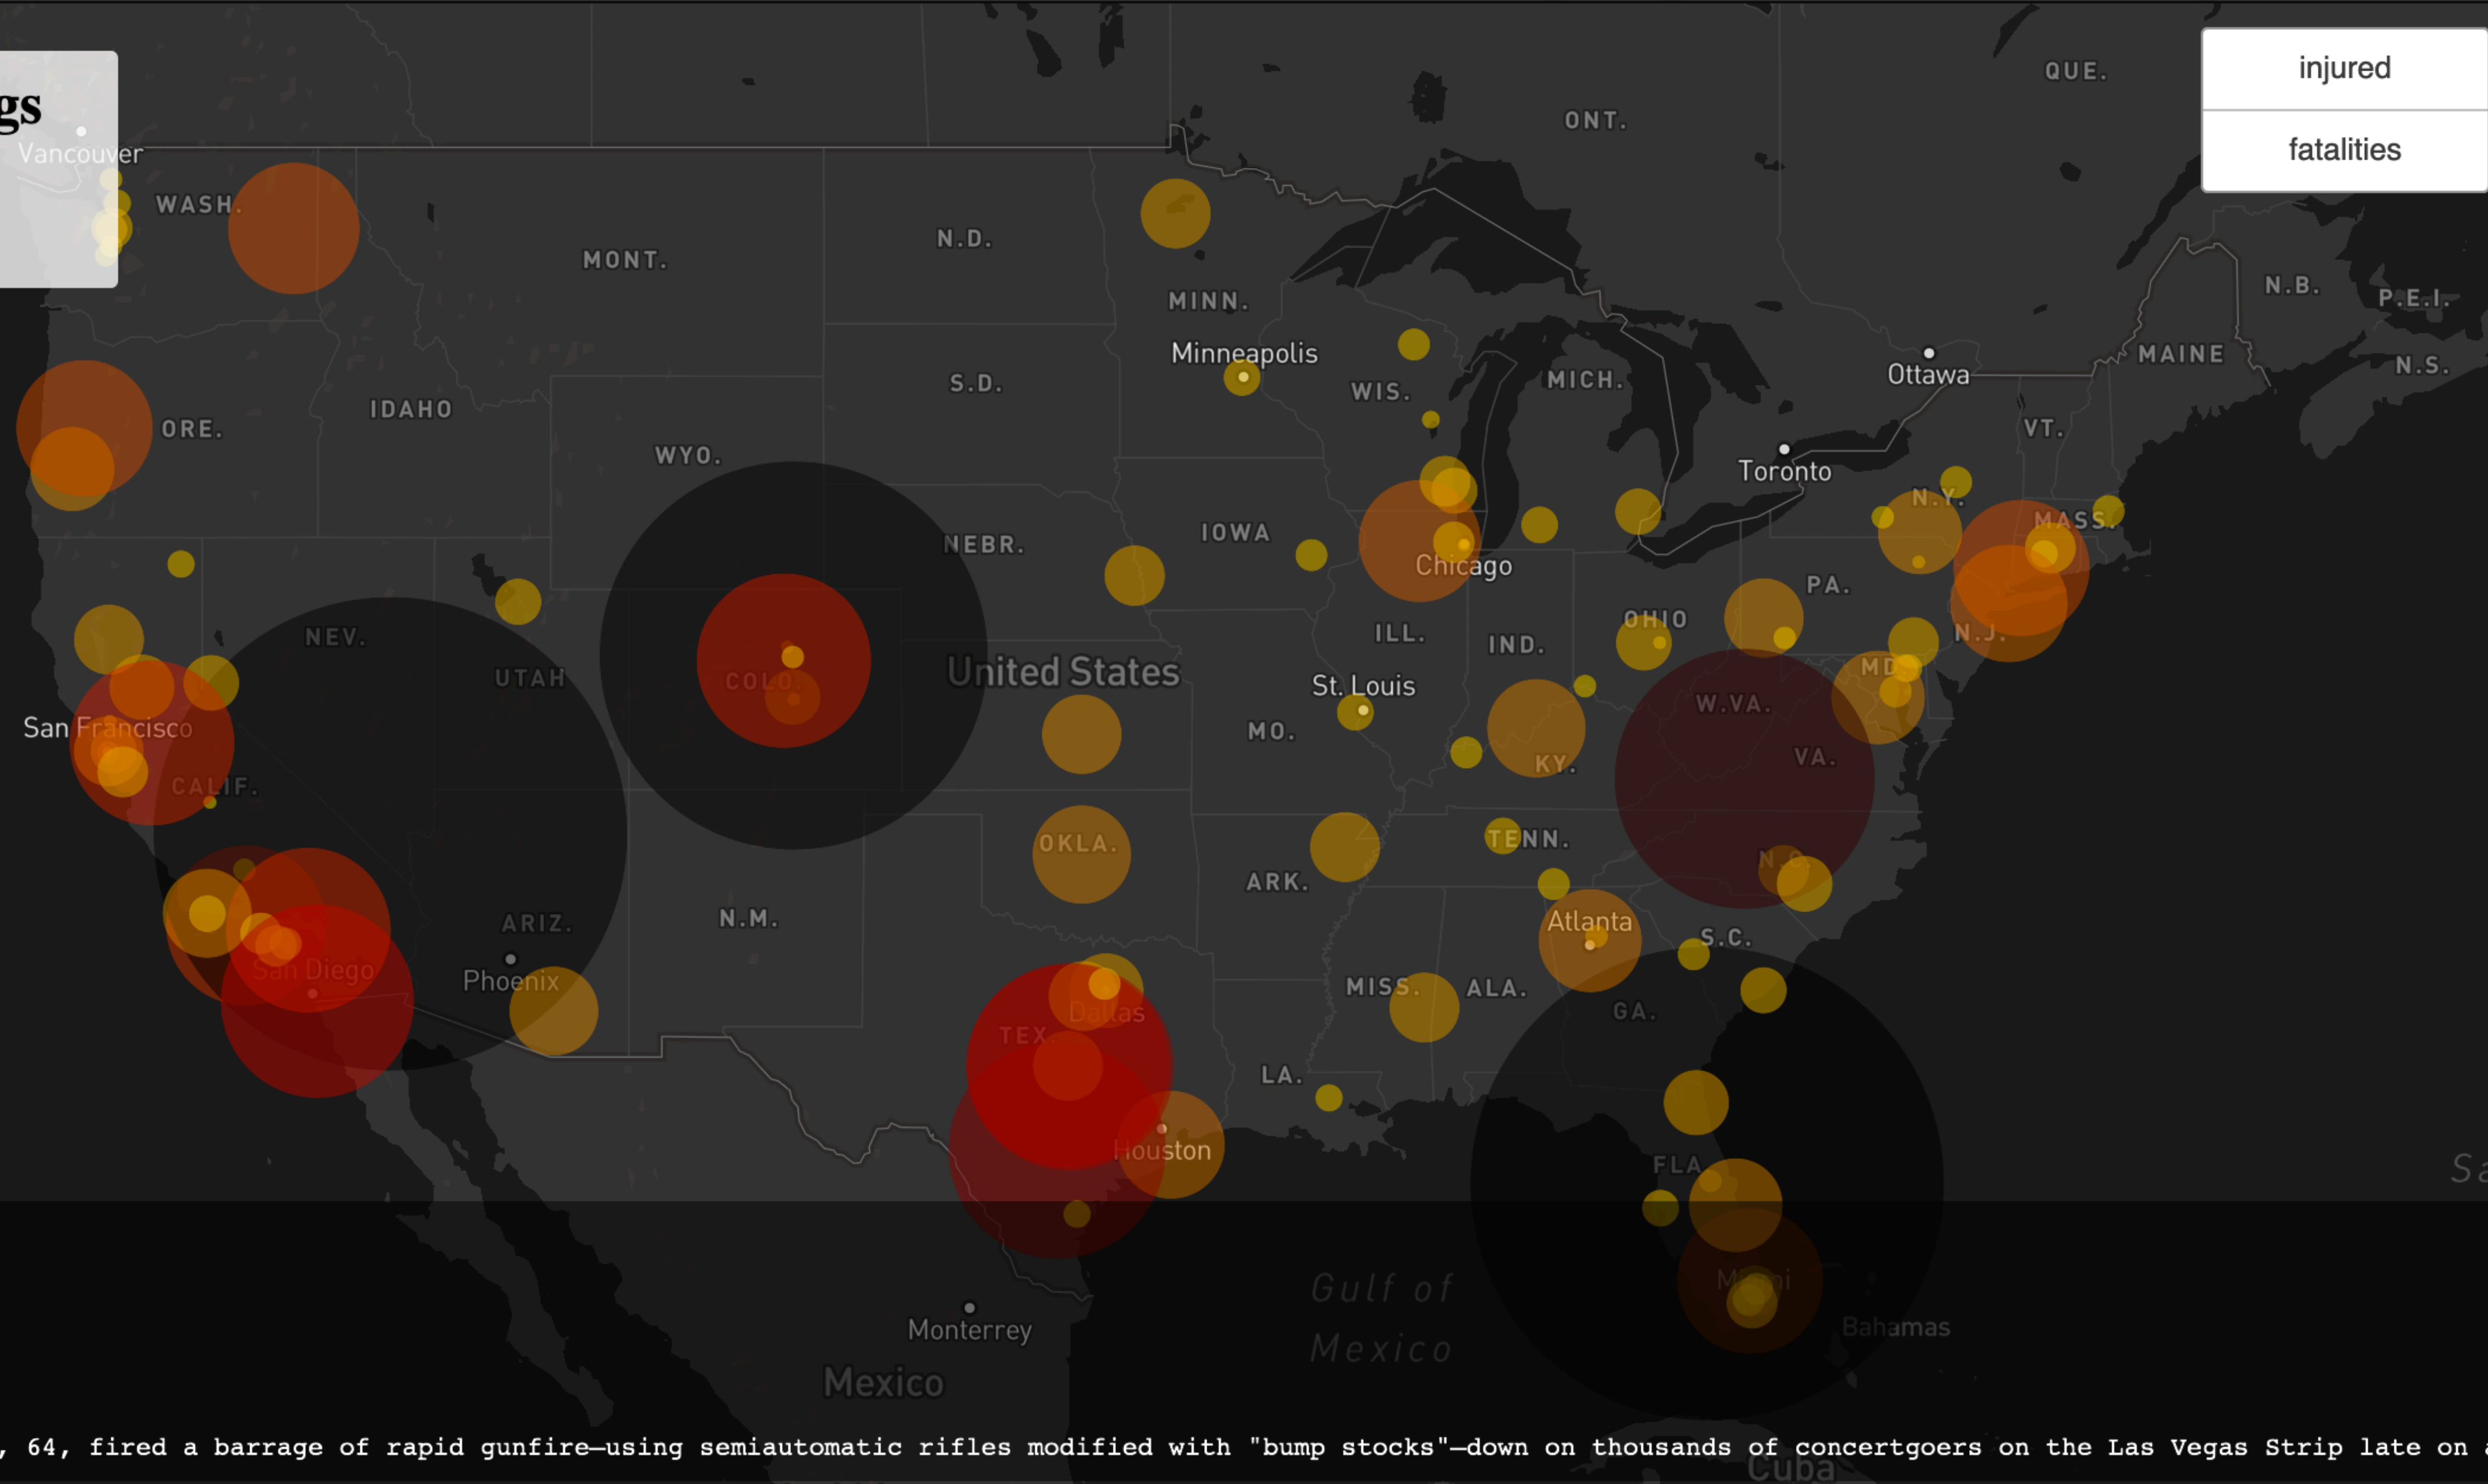 gs
injured
fatalities
QUE.
ONT.
Vancouver
WASH.
MONT.
N.D.
MINN.
N.B.
P.E.I.
Minneapolis
S.D.
WIS.
MICH.
Ottawa
MAINE
N.S.
IDAHO
ORE.
WYO.
VT.
Toronto
N.Y.
MASS.
IOWA
NEBR.
Chicago
PA.
OHIO
NEV.
ILL.
IND.
N.J.
UTAH
COLO.
United States
St. Louis
MD.
W.VA.
San Francisco
MO.
KY.
VA.
CALIF.
OKLA.
TENN.
N.C.
ARK.
ARIZ.
N.M.
Atlanta
S.C.
San Diego
Phoenix
MISS.
ALA.
Dallas
GA.
TEX.
LA.
Houston
FLA.
Sa
Gulf of
Mexico
Miami
Monterrey
Bahamas
Mexico
, 64, fired a barrage of rapid gunfire—using semiautomatic rifles modified with "bump stocks"—down on thousands of concertgoers on the Las Vegas Strip late on a
Cuba